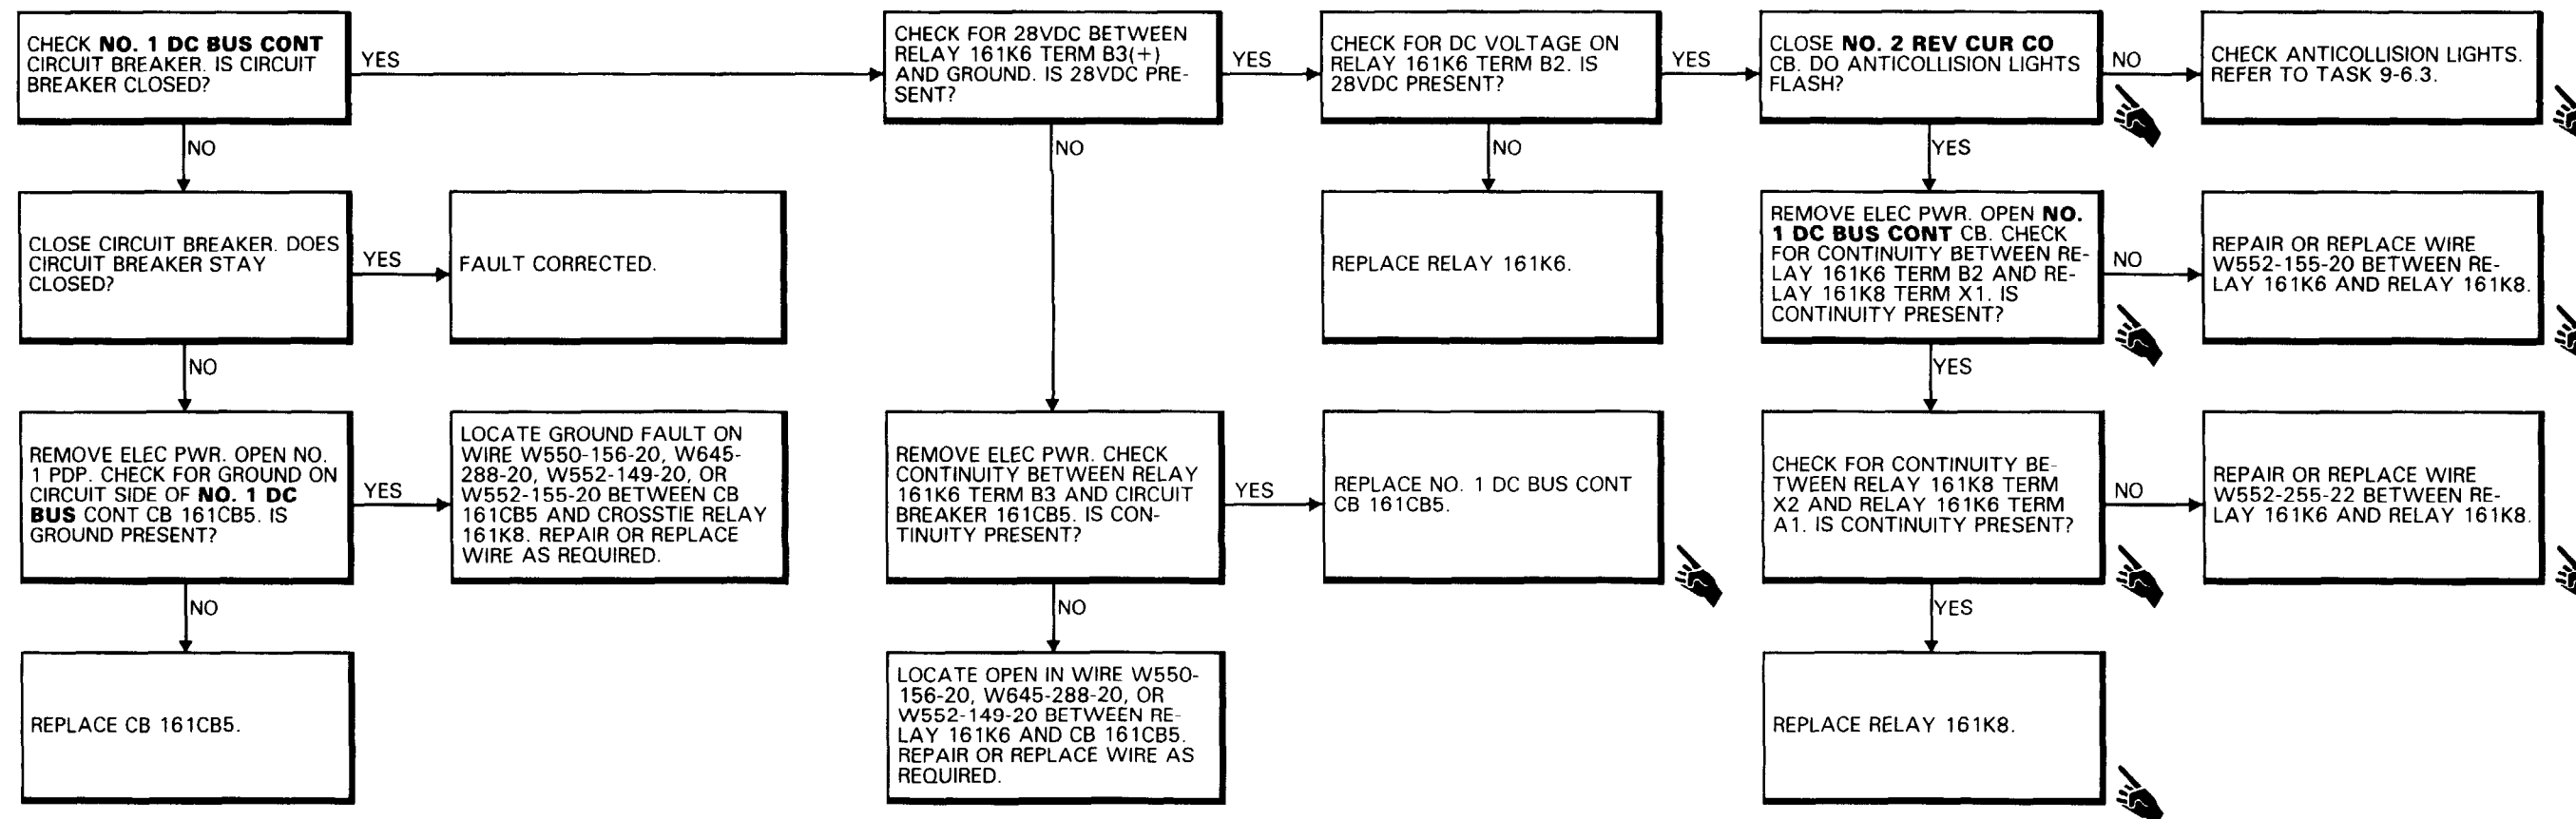 CHECK NO. 1 DC BUS CONT
CIRCUIT BREAKER. IS CIRCUIT
BREAKER CLOSED?
YES
NO
CHECK FOR 28VDC BETWEEN
RELAY 161K6 TERM B3(+)
AND GROUND. IS 28VDC PRE-
SENT?
YES
NO
CHECK FOR DC VOLTAGE ON
RELAY 161K6 TERM B2. IS
28VDC PRESENT?
YES
NO
CLOSE NO. 2 REV CUR CO
CB. DO ANTICOLLISION LIGHTS
FLASH?
NO
YES
CHECK ANTICOLLISION LIGHTS.
REFER TO TASK 9-6.3.
CLOSE CIRCUIT BREAKER. DOES
CIRCUIT BREAKER STAY
CLOSED?
YES
NO
FAULT CORRECTED.
REPLACE RELAY 161K6.
REMOVE ELEC PWR. OPEN NO.
1 DC BUS CONT CB. CHECK
FOR CONTINUITY BETWEEN RE-
LAY 161K6 TERM B2 AND RE-
LAY 161K8 TERM X1. IS
CONTINUITY PRESENT?
NO
YES
REPAIR OR REPLACE WIRE
W552-155-20 BETWEEN RE-
LAY 161K6 AND RELAY 161K8.
REMOVE ELEC PWR. OPEN NO.
1 PDP. CHECK FOR GROUND ON
CIRCUIT SIDE OF NO. 1 DC
BUS CONT CB 161CB5. IS
GROUND PRESENT?
YES
NO
LOCATE GROUND FAULT ON
WIRE W550-156-20, W645-
288-20, W552-149-20, OR
W552-155-20 BETWEEN CB
161CB5 AND CROSSTIE RELAY
161K8. REPAIR OR REPLACE
WIRE AS REQUIRED.
REMOVE ELEC PWR. CHECK
CONTINUITY BETWEEN RELAY
161K6 TERM B3 AND CIRCUIT
BREAKER 161CB5. IS CON-
TINUITY PRESENT?
YES
NO
REPLACE NO. 1 DC BUS CONT
CB 161CB5.
CHECK FOR CONTINUITY BE-
TWEEN RELAY 161K8 TERM
X2 AND RELAY 161K6 TERM
A1. IS CONTINUITY PRESENT?
NO
YES
REPAIR OR REPLACE WIRE
W552-255-22 BETWEEN RE-
LAY 161K6 AND RELAY 161K8.
REPLACE CB 161CB5.
LOCATE OPEN IN WIRE W550-
156-20, W645-288-20, OR
W552-149-20 BETWEEN RE-
LAY 161K6 AND CB 161CB5.
REPAIR OR REPLACE WIRE AS
REQUIRED.
REPLACE RELAY 161K8.